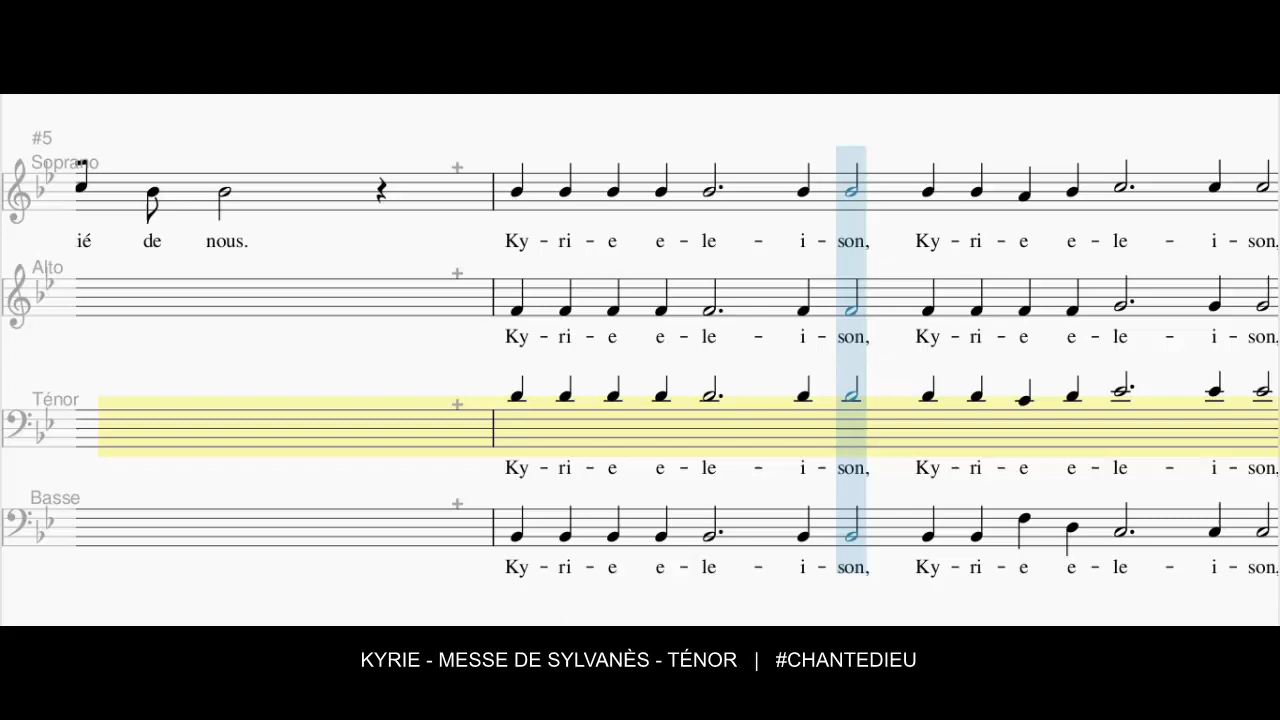 #5
Soprano
ié de nous. Ky - ri - e e - le - i - son, Ky - ri - e e - le - i - son,
Alto
Ky - ri - e e - le - i - son, Ky - ri - e e - le - i - son,
Ténor
Ky - ri - e e - le - i - son, Ky - ri - e e - le - i - son,
Basse
Ky - ri - e e - le - i - son, Ky - ri - e e - le - i - son,
KYRIE - MESSE DE SYLVANÈS - TÉNOR | #CHANTEDIEU